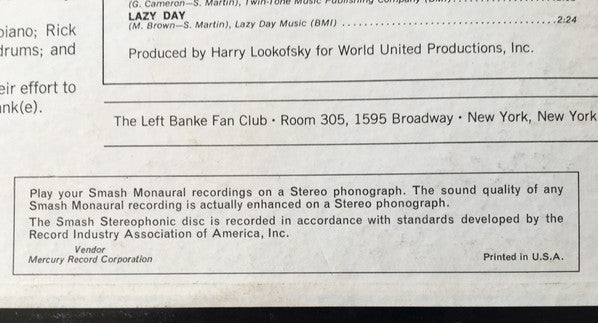 (G. Cameron—S. Martin), Twin-Tone Music Publishing Company
LAZY DAY
(M. Brown—S. Martin), Lazy Day Music (BMI) ........................................2:24
piano; Rick
drums; and
Produced by Harry Lookofsky for World United Productions, Inc.
their effort to
The Left Banke Fan Club • Room 305, 1595 Broadway • New York, New York
Play your Smash Monaural recordings on a Stereo phonograph. The sound quality of any
Smash Monaural recording is actually enhanced on a Stereo phonograph.
The Smash Stereophonic disc is recorded in accordance with standards developed by the
Record Industry Association of America, Inc.
Vendor
Mercury Record Corporation
Printed in U.S.A.